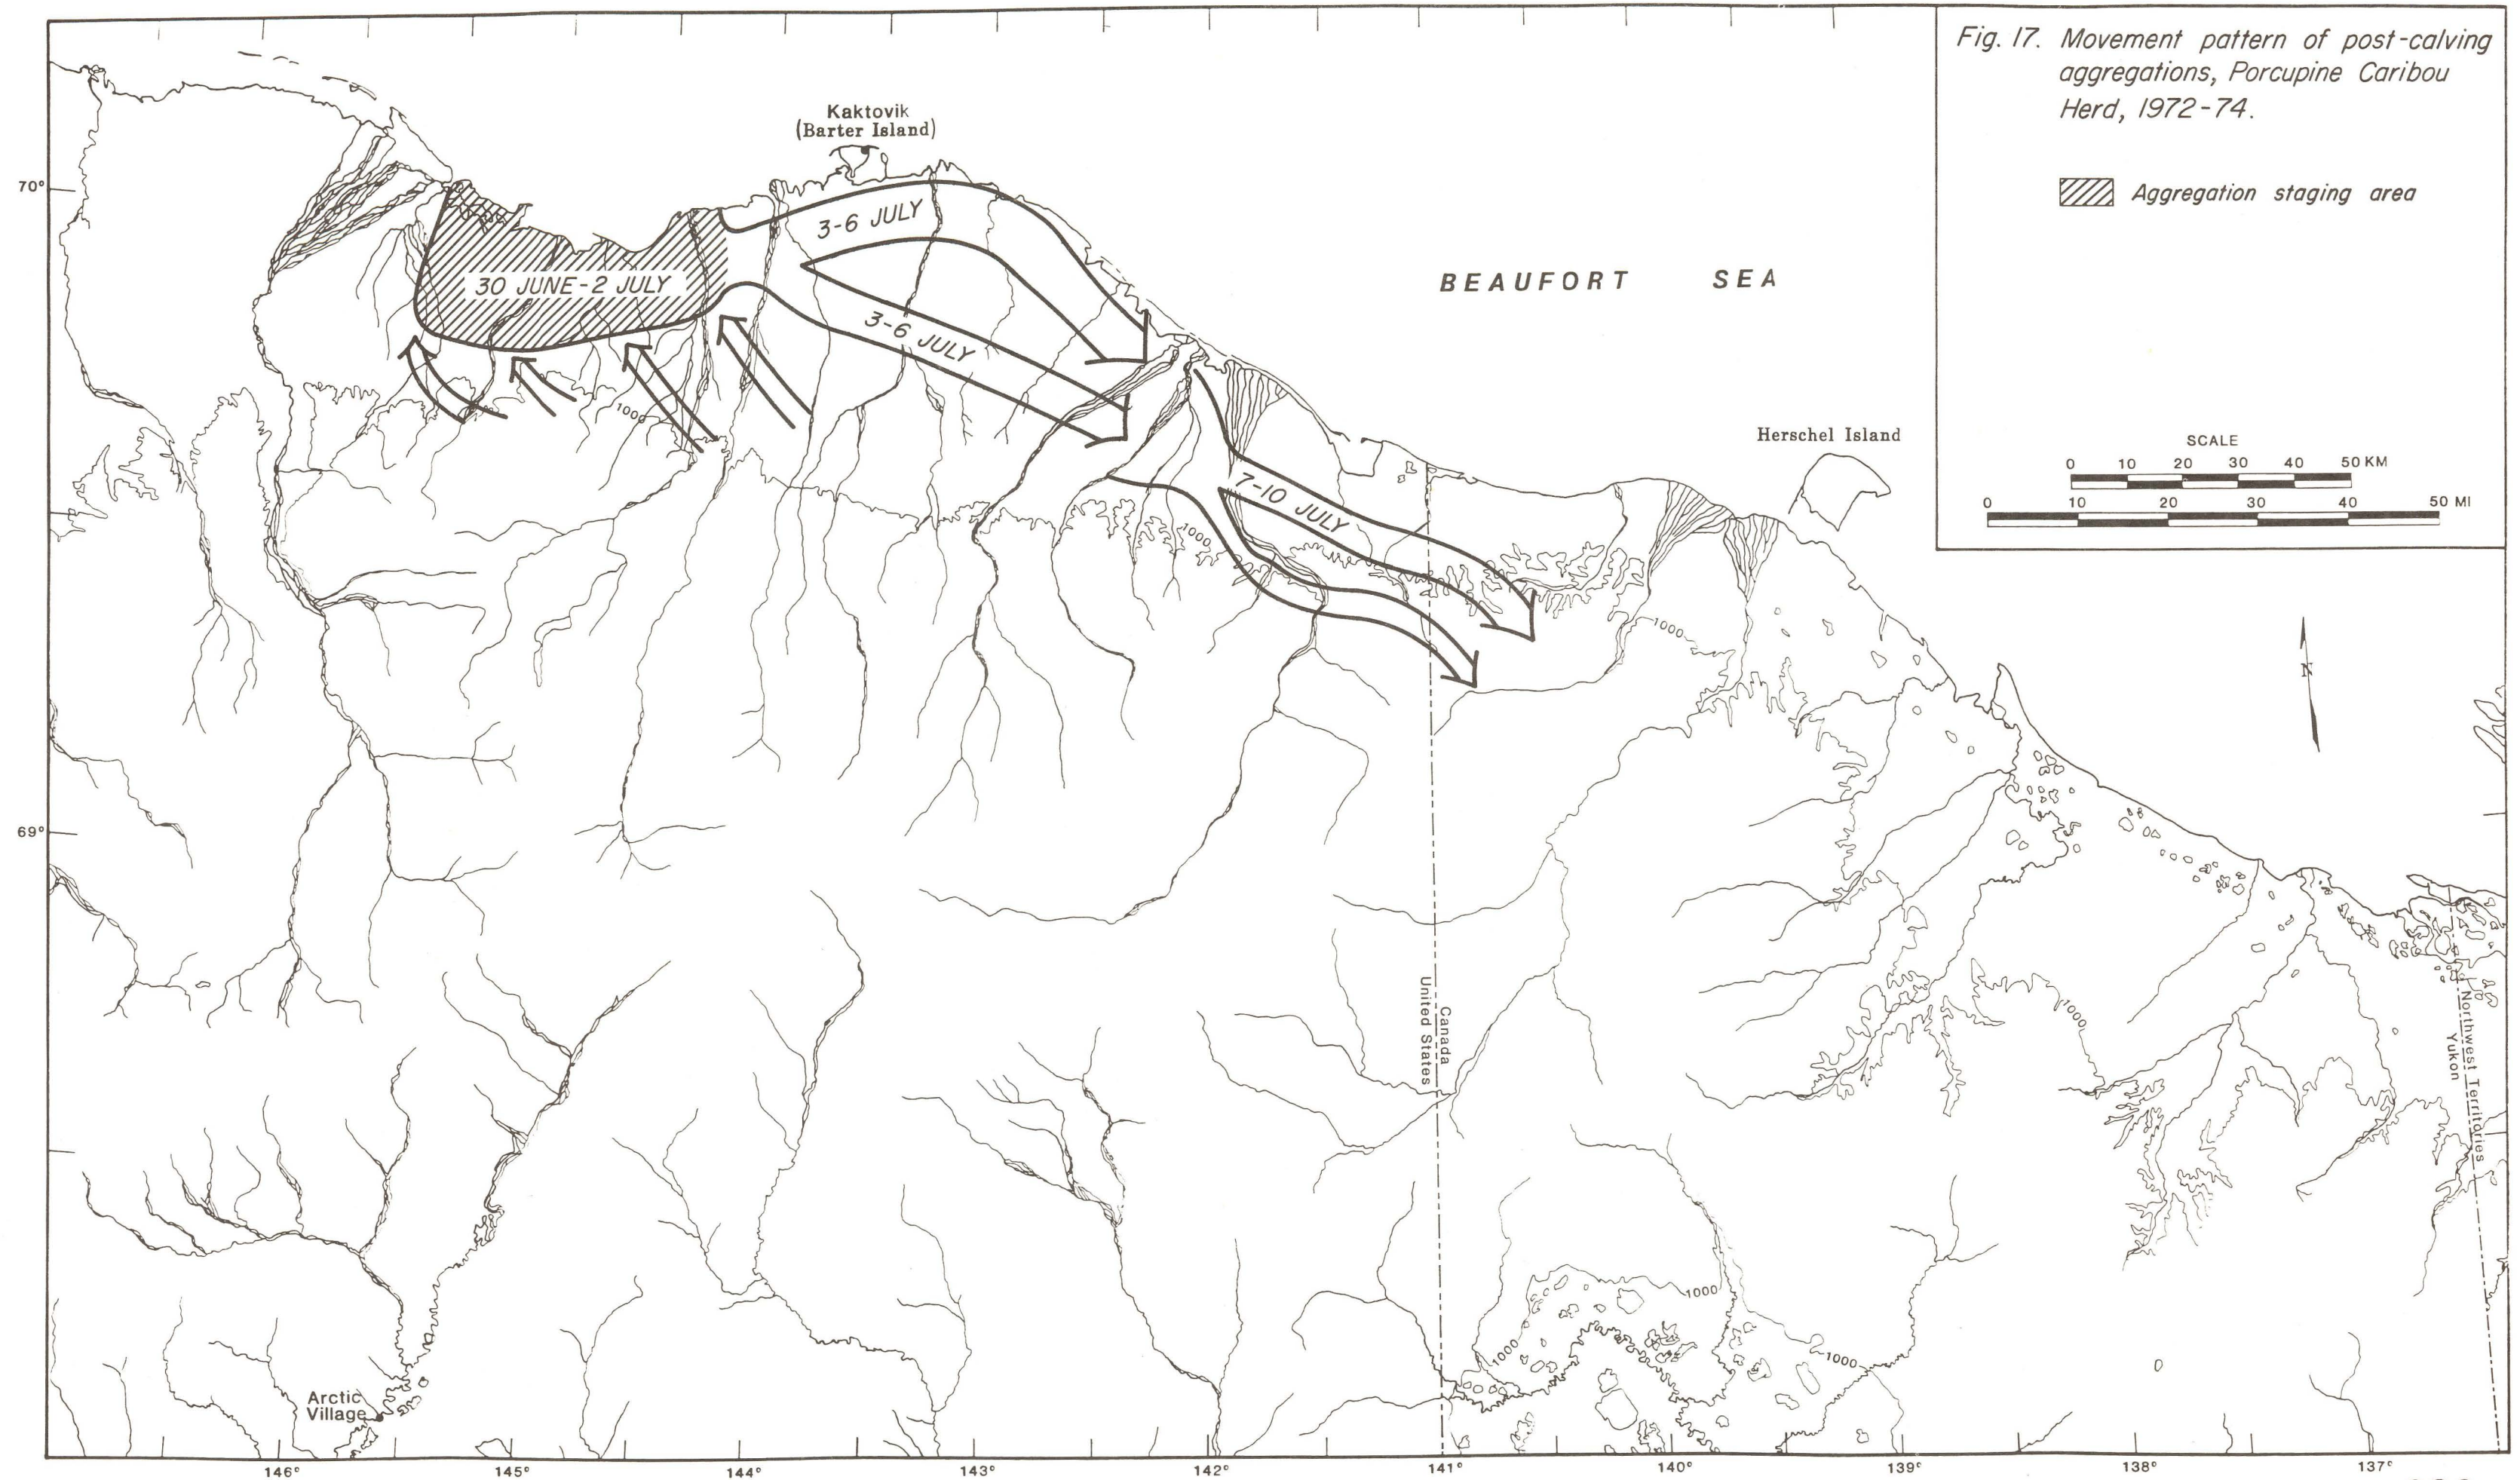 Fig. 17. Movement pattern of post-calving
aggregations, Porcupine Caribou
Herd, 1972-74.
Aggregation staging area
SCALE
0 10 20 30 40 50 KM
0 10 20 30 40 50 MI
N
Kaktovik
(Barter Island)
70°
3-6 JULY
30 JUNE-2 JULY
3-6 JULY
BEAUFORT SEA
1000
Herschel Island
7-10 JULY
1000
1000
69°
United States
Canada
1000
Northwest Territories
Yukon
1000
1000
1000
Arctic
Village
146° 145° 144° 143° 142° 141° 140° 139° 138° 137°